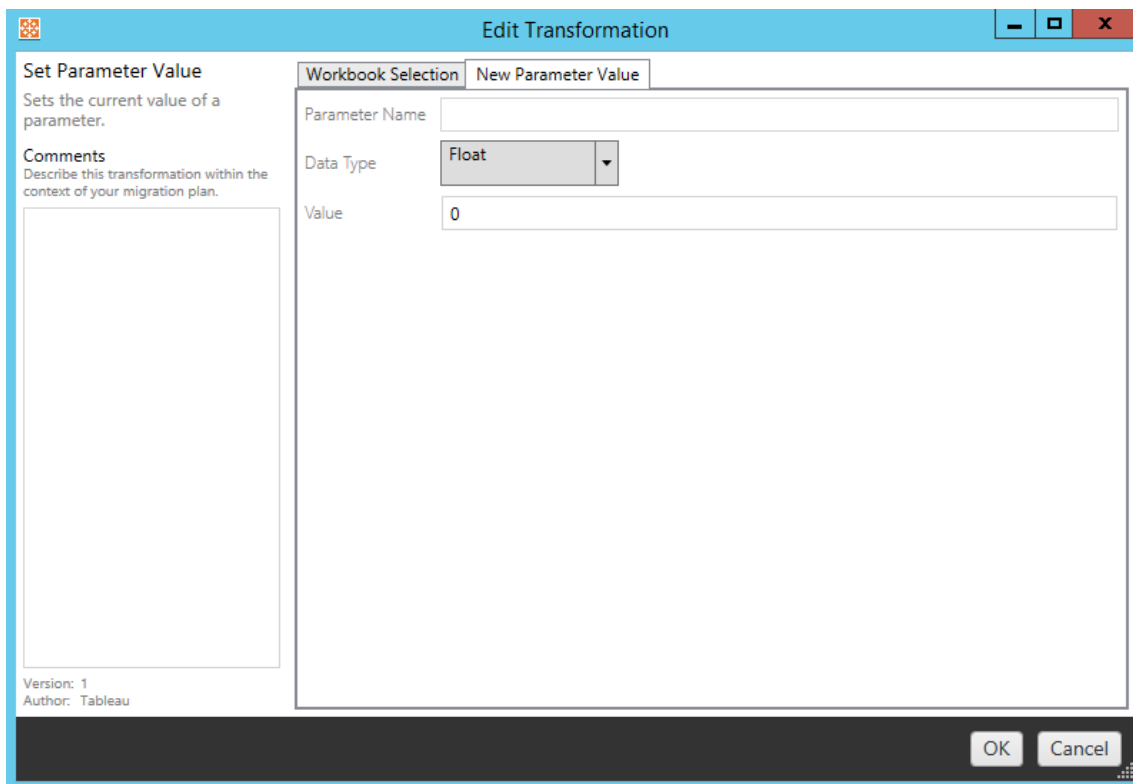 Edit Transformation
Set Parameter Value
Sets the current value of a
parameter.
Comments
Describe this transformation within the
context of your migration plan.
Version: 1
Author: Tableau
Workbook Selection
New Parameter Value
Parameter Name
Data Type
Float
Value
0
OK
Cancel